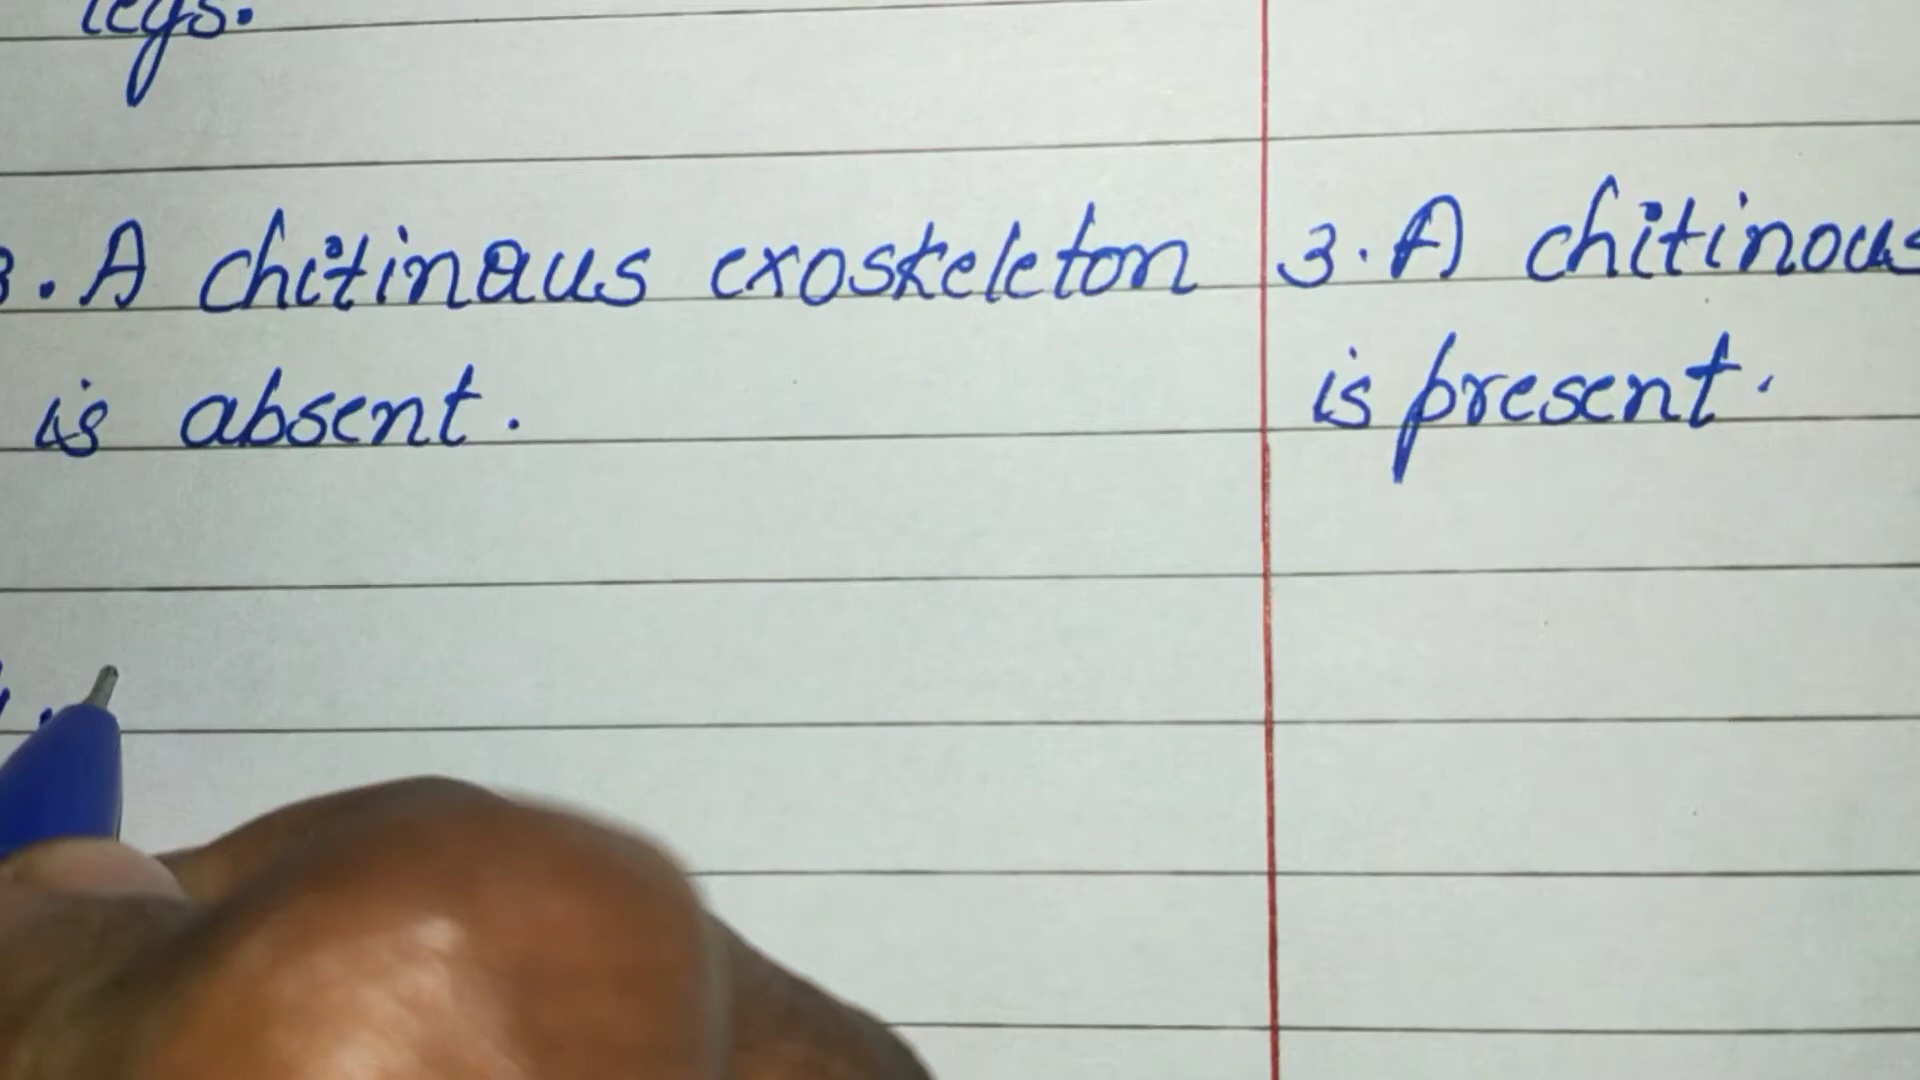 legs.
3. A chitinaus exoskeleton
is absent.
3. A chitinous
is present.